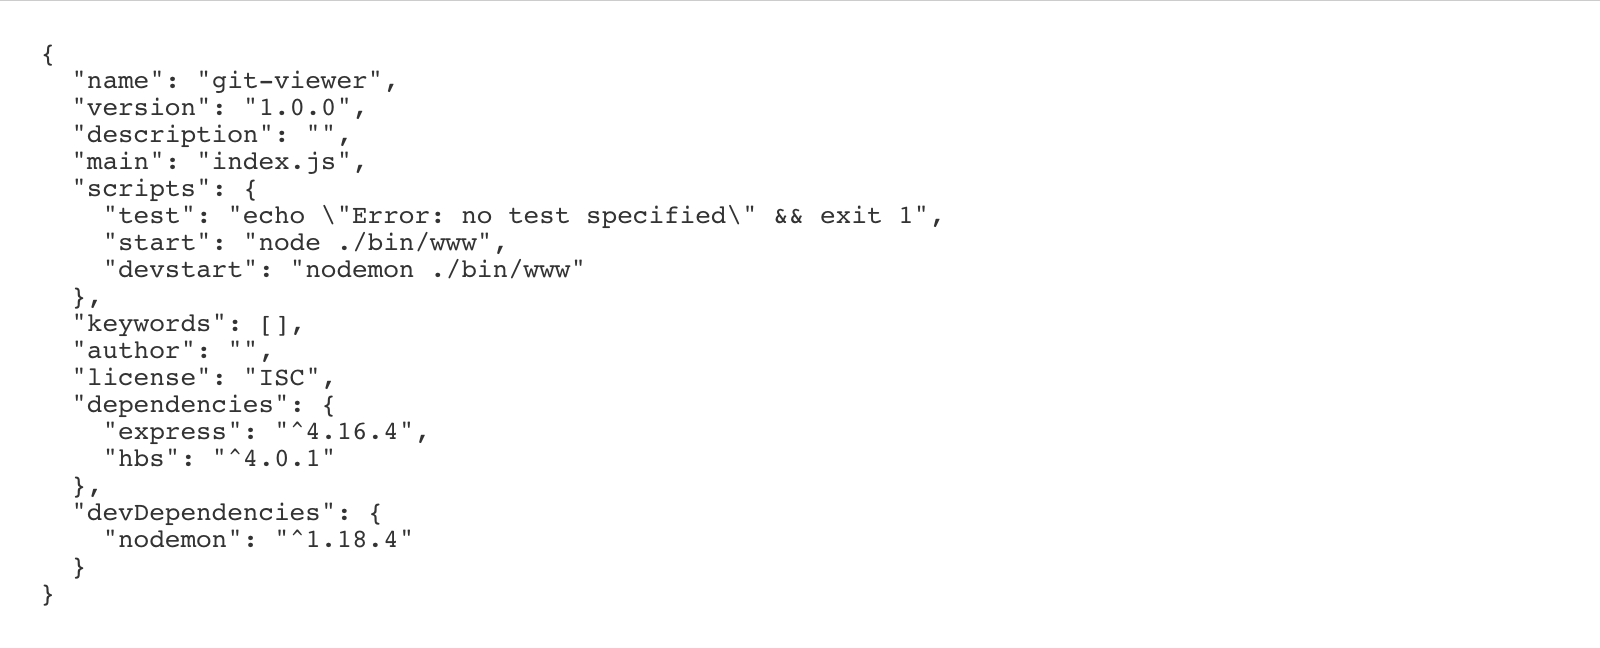 {
  "name": "git-viewer",
  "version": "1.0.0",
  "description": "",
  "main": "index.js",
  "scripts": {
    "test": "echo \"Error: no test specified\" && exit 1",
    "start": "node ./bin/www",
    "devstart": "nodemon ./bin/www"
  },
  "keywords": [],
  "author": "",
  "license": "ISC",
  "dependencies": {
    "express": "^4.16.4",
    "hbs": "^4.0.1"
  },
  "devDependencies": {
    "nodemon": "^1.18.4"
  }
}